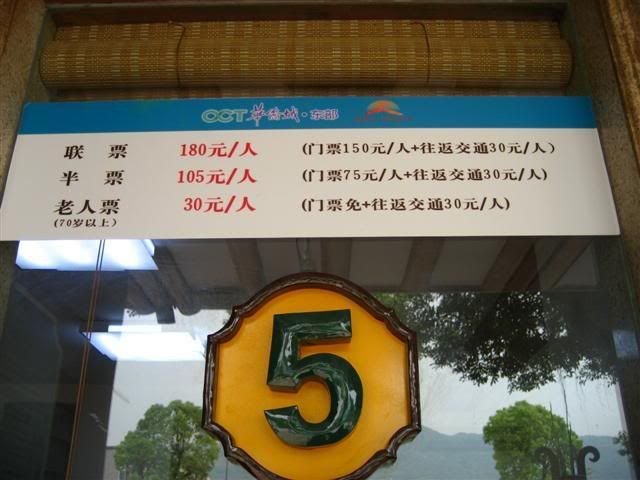 OCT 华侨城·东部
联 票 180元/人 (门票150元/人+往返交通30元/人)
半 票 105元/人 (门票75元/人+往返交通30元/人)
老人票 30元/人 (门票免+往返交通30元/人)
(70岁以上)
5